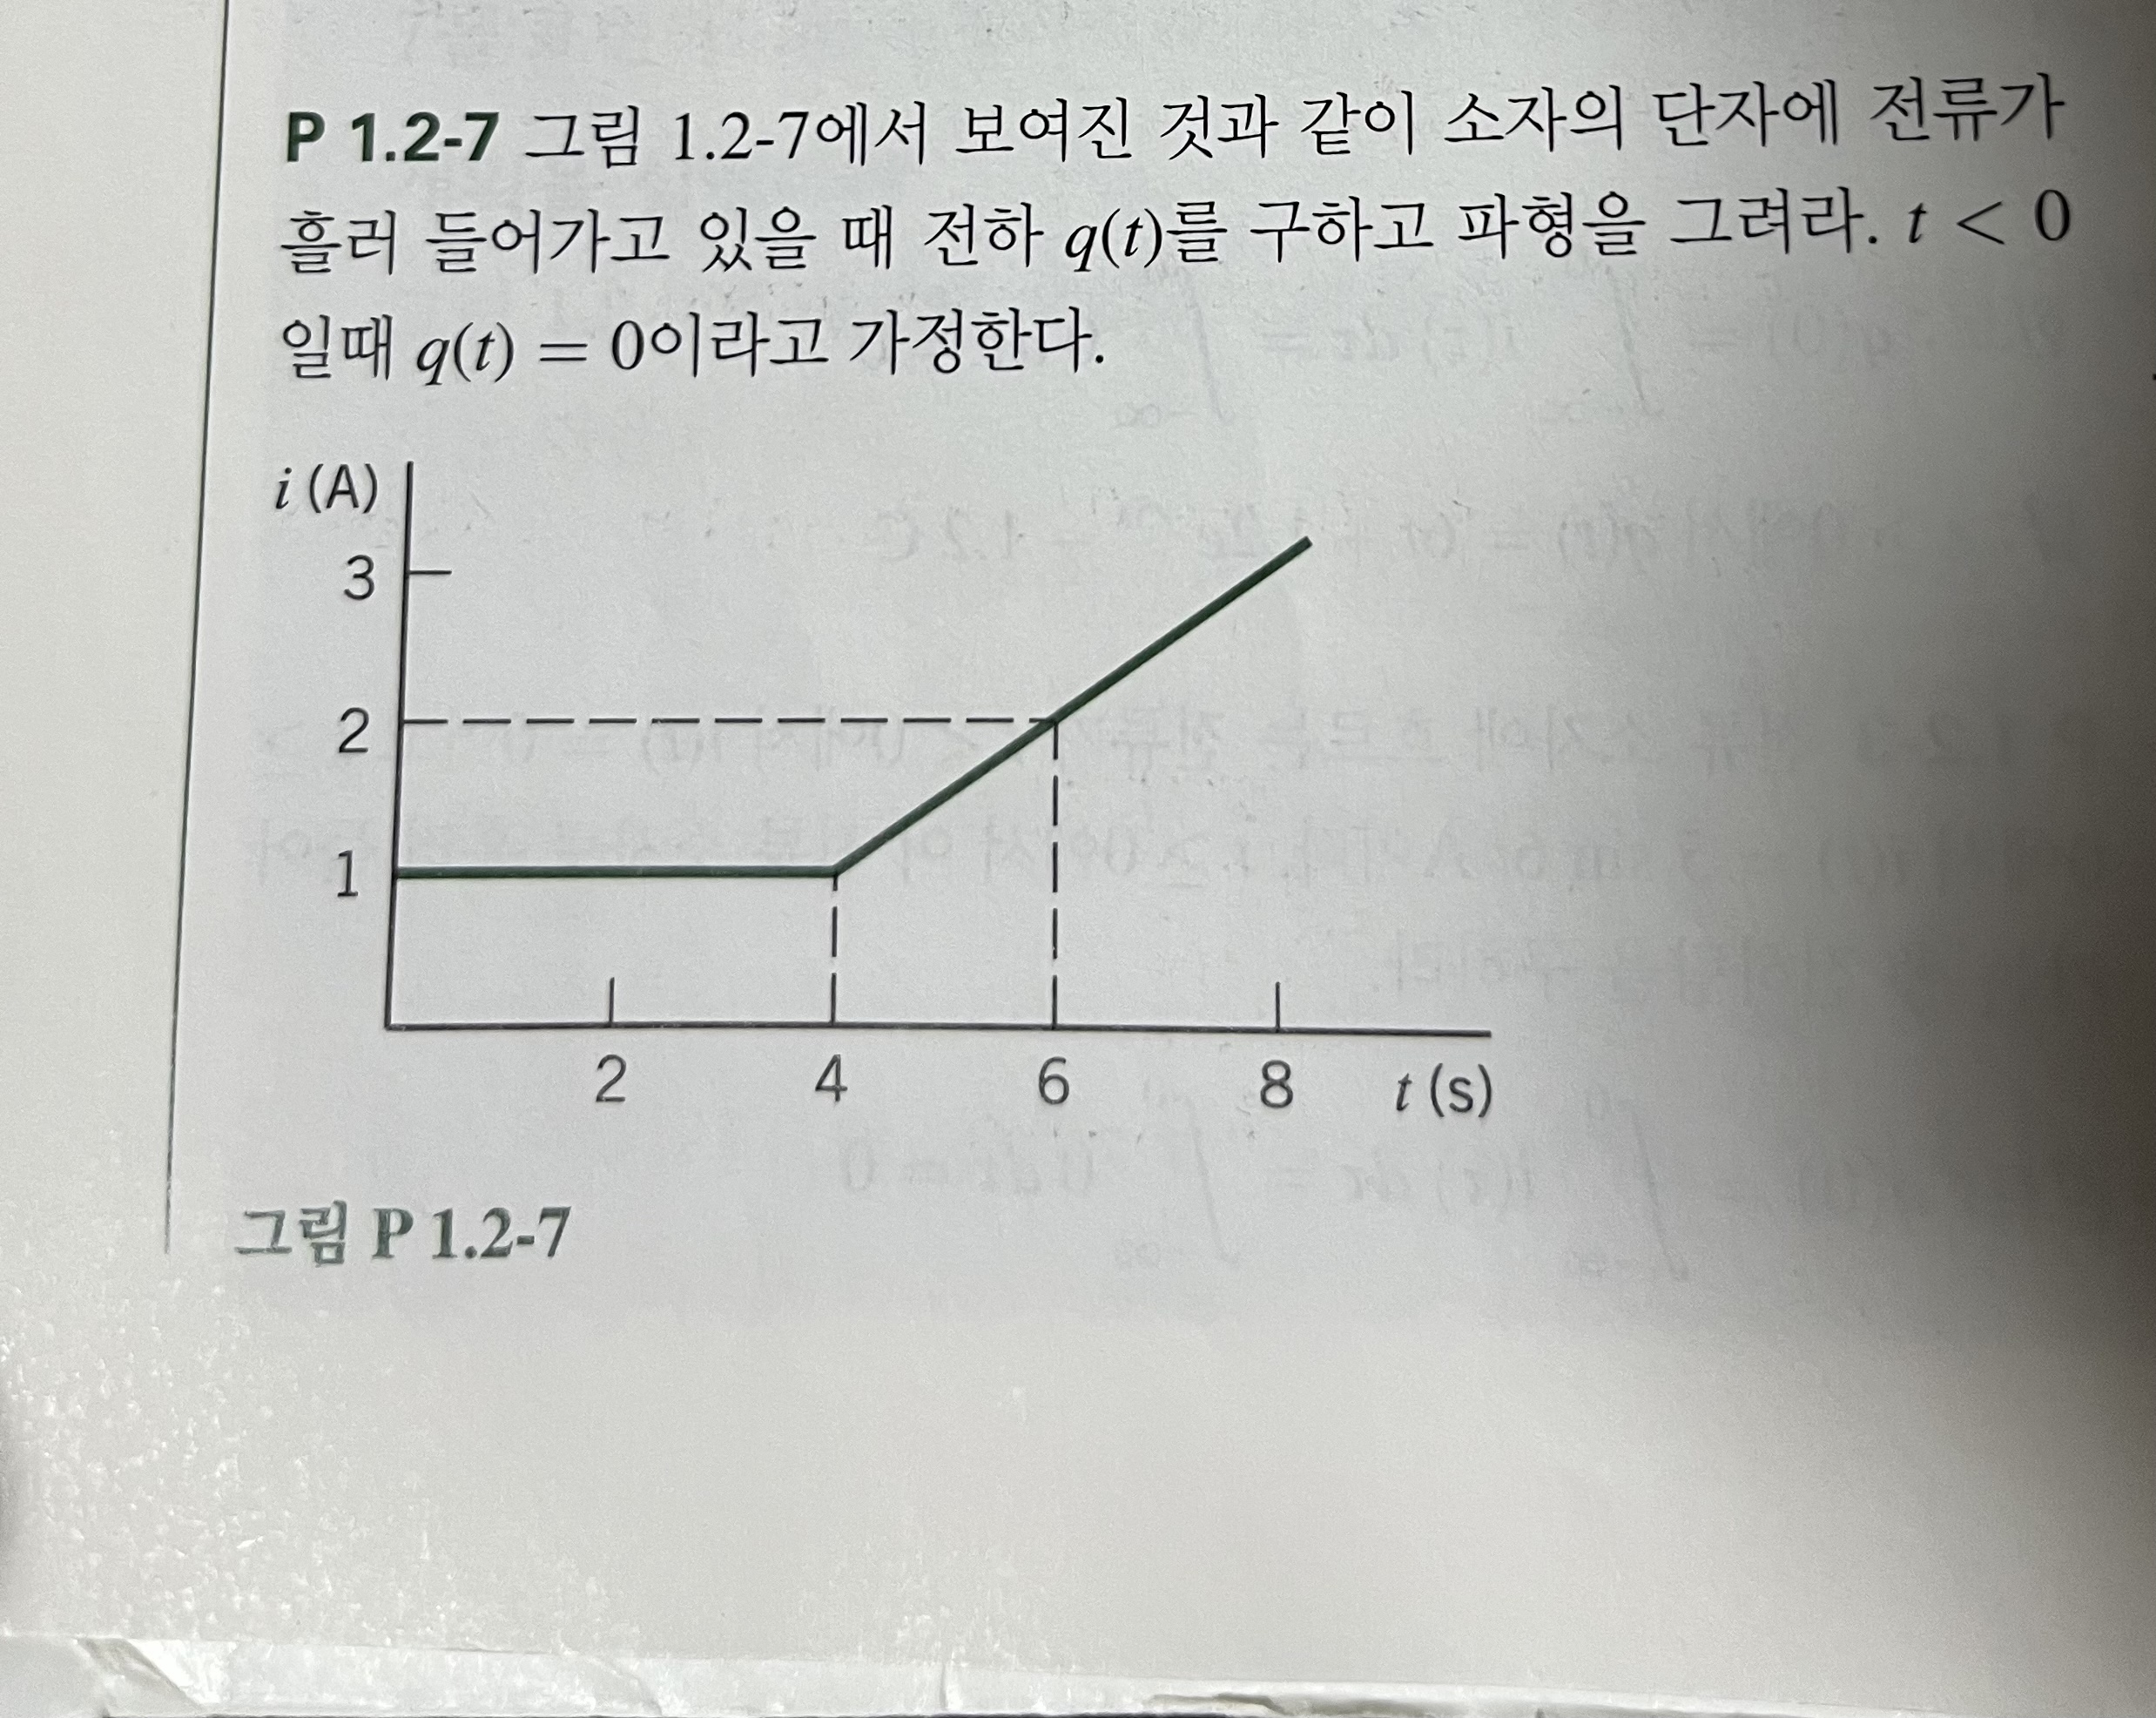 P 1.2-7 그림 1.2-7에서 보여진 것과 같이 소자의 단자에 전류가
흘러 들어가고 있을 때 전하 q(t)를 구하고 파형을 그려라. t < 0
일때 q(t) = 0이라고 가정한다.
i (A)
3
2
1
2 4 6 8 t (s)
그림 P 1.2-7